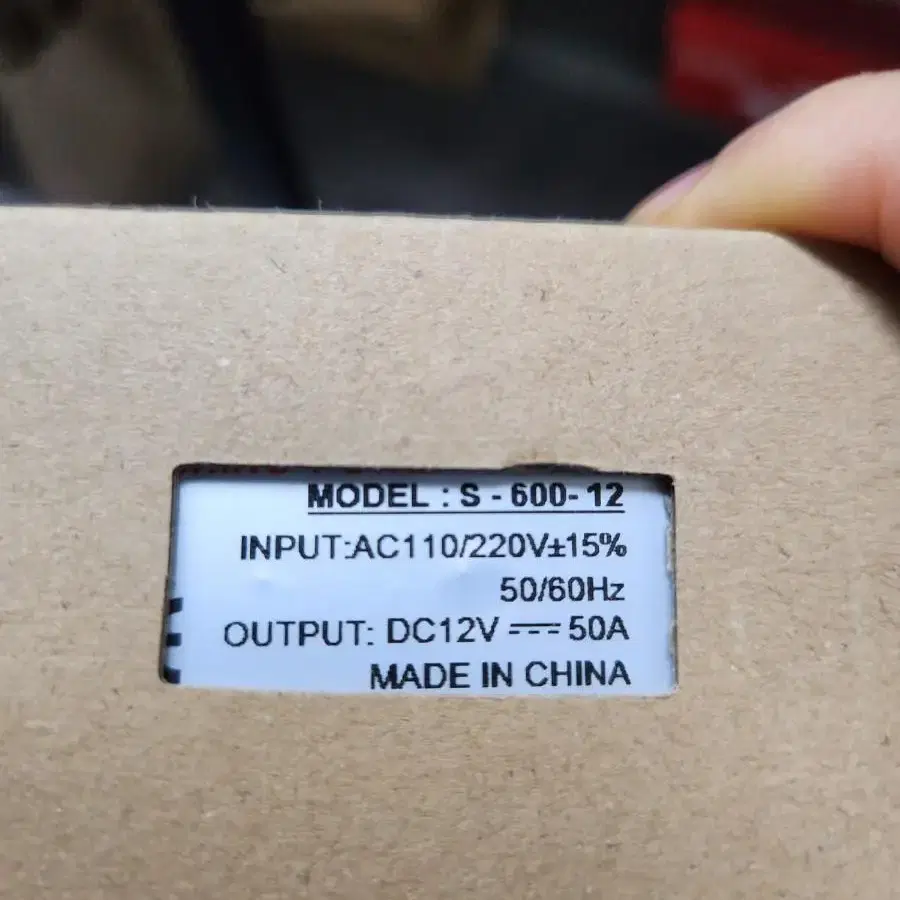 MODEL : S - 600- 12
INPUT:AC110/220V±15%
50/60Hz
OUTPUT: DC12V ⎓ 50A
MADE IN CHINA